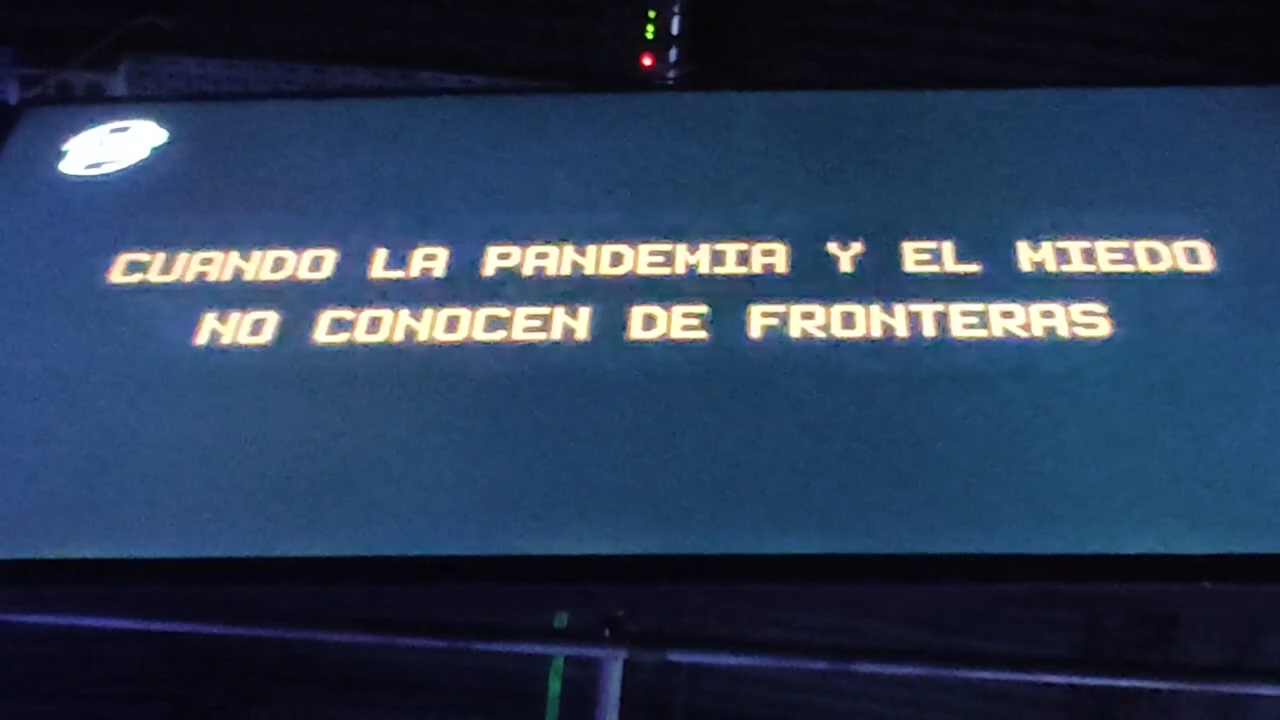 CUANDO LA PANDEMIA Y EL MIEDO
NO CONOCEN DE FRONTERAS